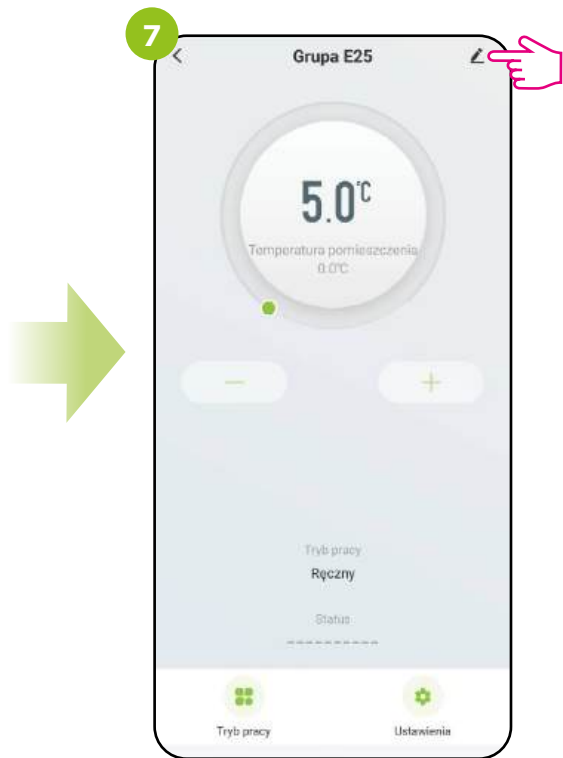 7
Grupa E25
5.0°C
Temperatura pomieszczenia
0.0°C
Tryb pracy
Ręczny
Status
Tryb pracy
Ustawienia